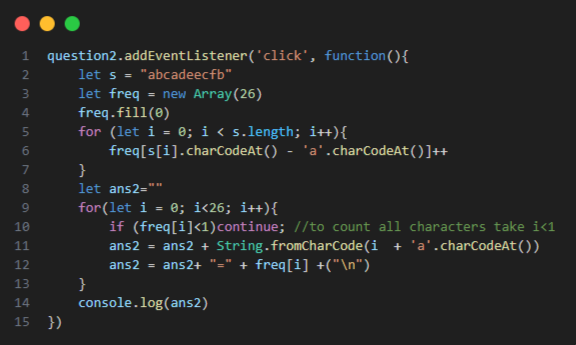 1 question2.addEventListener('click', function(){
2     let s = "abcadeecfb"
3     let freq = new Array(26)
4     freq.fill(0)
5     for (let i = 0; i < s.length; i++){
6         freq[s[i].charCodeAt() - 'a'.charCodeAt()]++
7     }
8     let ans2=""
9     for(let i = 0; i<26; i++){
10         if (freq[i]<1)continue; //to count all characters take i<1
11         ans2 = ans2 + String.fromCharCode(i  + 'a'.charCodeAt())
12         ans2 = ans2+ "=" + freq[i] +("\n")
13     }
14     console.log(ans2)
15 })